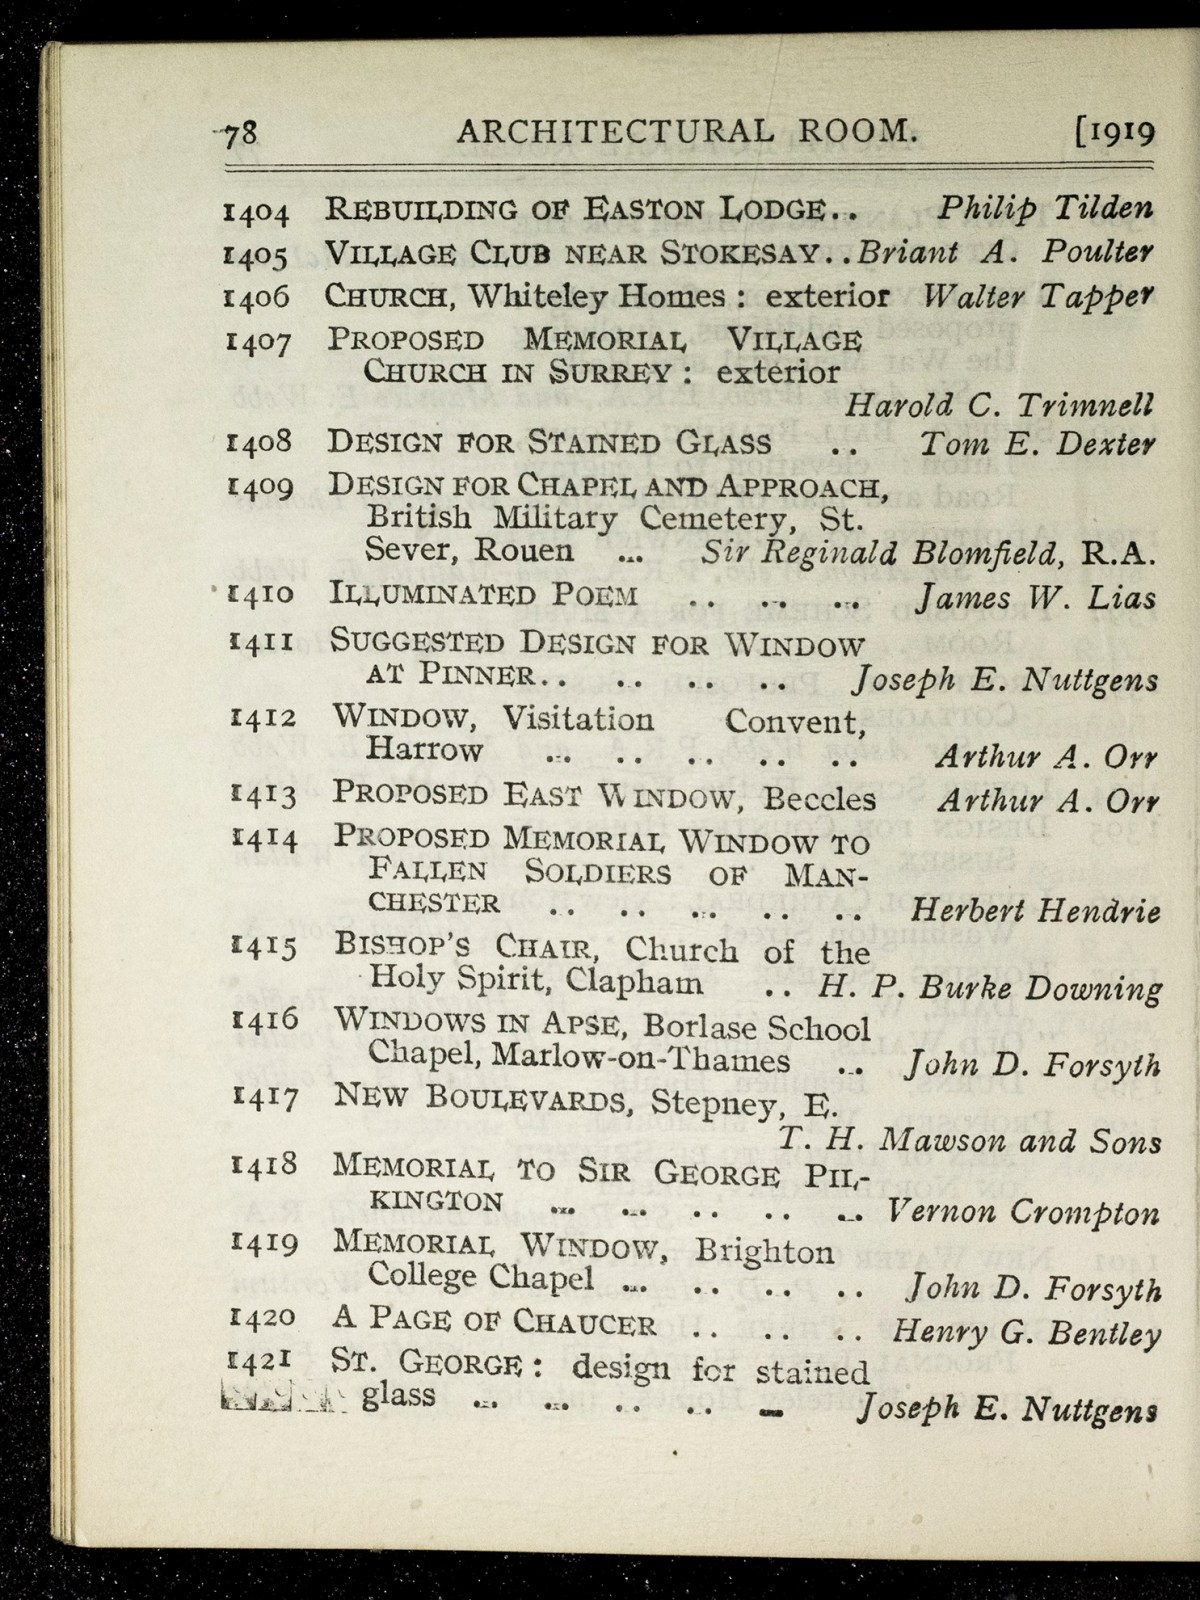 78 ARCHITECTURAL ROOM. [1919
1404 REBUILDING OF EASTON LODGE.. Philip Tilden
1405 VILLAGE CLUB NEAR STOKESAY.. Briant A. Poulter
1406 CHURCH, Whiteley Homes : exterior Walter Tapper
1407 PROPOSED MEMORIAL VILLAGE
CHURCH IN SURREY : exterior
Harold C. Trimnell
1408 DESIGN FOR STAINED GLASS .. Tom E. Dexter
1409 DESIGN FOR CHAPEL AND APPROACH,
British Military Cemetery, St.
Sever, Rouen .. Sir Reginald Blomfield, R.A.
1410 ILLUMINATED POEM .. .. .. James W. Lias
1411 SUGGESTED DESIGN FOR WINDOW
AT PINNER.. .. .. .. Joseph E. Nuttgens
1412 WINDOW, Visitation Convent,
Harrow .. .. .. .. .. Arthur A. Orr
1413 PROPOSED EAST WINDOW, Beccles Arthur A. Orr
1414 PROPOSED MEMORIAL WINDOW TO
FALLEN SOLDIERS OF MAN-
CHESTER .. .. .. .. .. Herbert Hendrie
1415 BISHOP'S CHAIR, Church of the
Holy Spirit, Clapham .. H. P. Burke Downing
1416 WINDOWS IN APSE, Borlase School
Chapel, Marlow-on-Thames .. John D. Forsyth
1417 NEW BOULEVARDS, Stepney, E.
T. H. Mawson and Sons
1418 MEMORIAL TO SIR GEORGE PIL-
KINGTON .. .. .. .. .. Vernon Crompton
1419 MEMORIAL WINDOW, Brighton
College Chapel .. .. .. .. John D. Forsyth
1420 A PAGE OF CHAUCER .. .. .. Henry G. Bentley
1421 ST. GEORGE : design for stained
glass .. .. .. .. .. Joseph E. Nuttgens